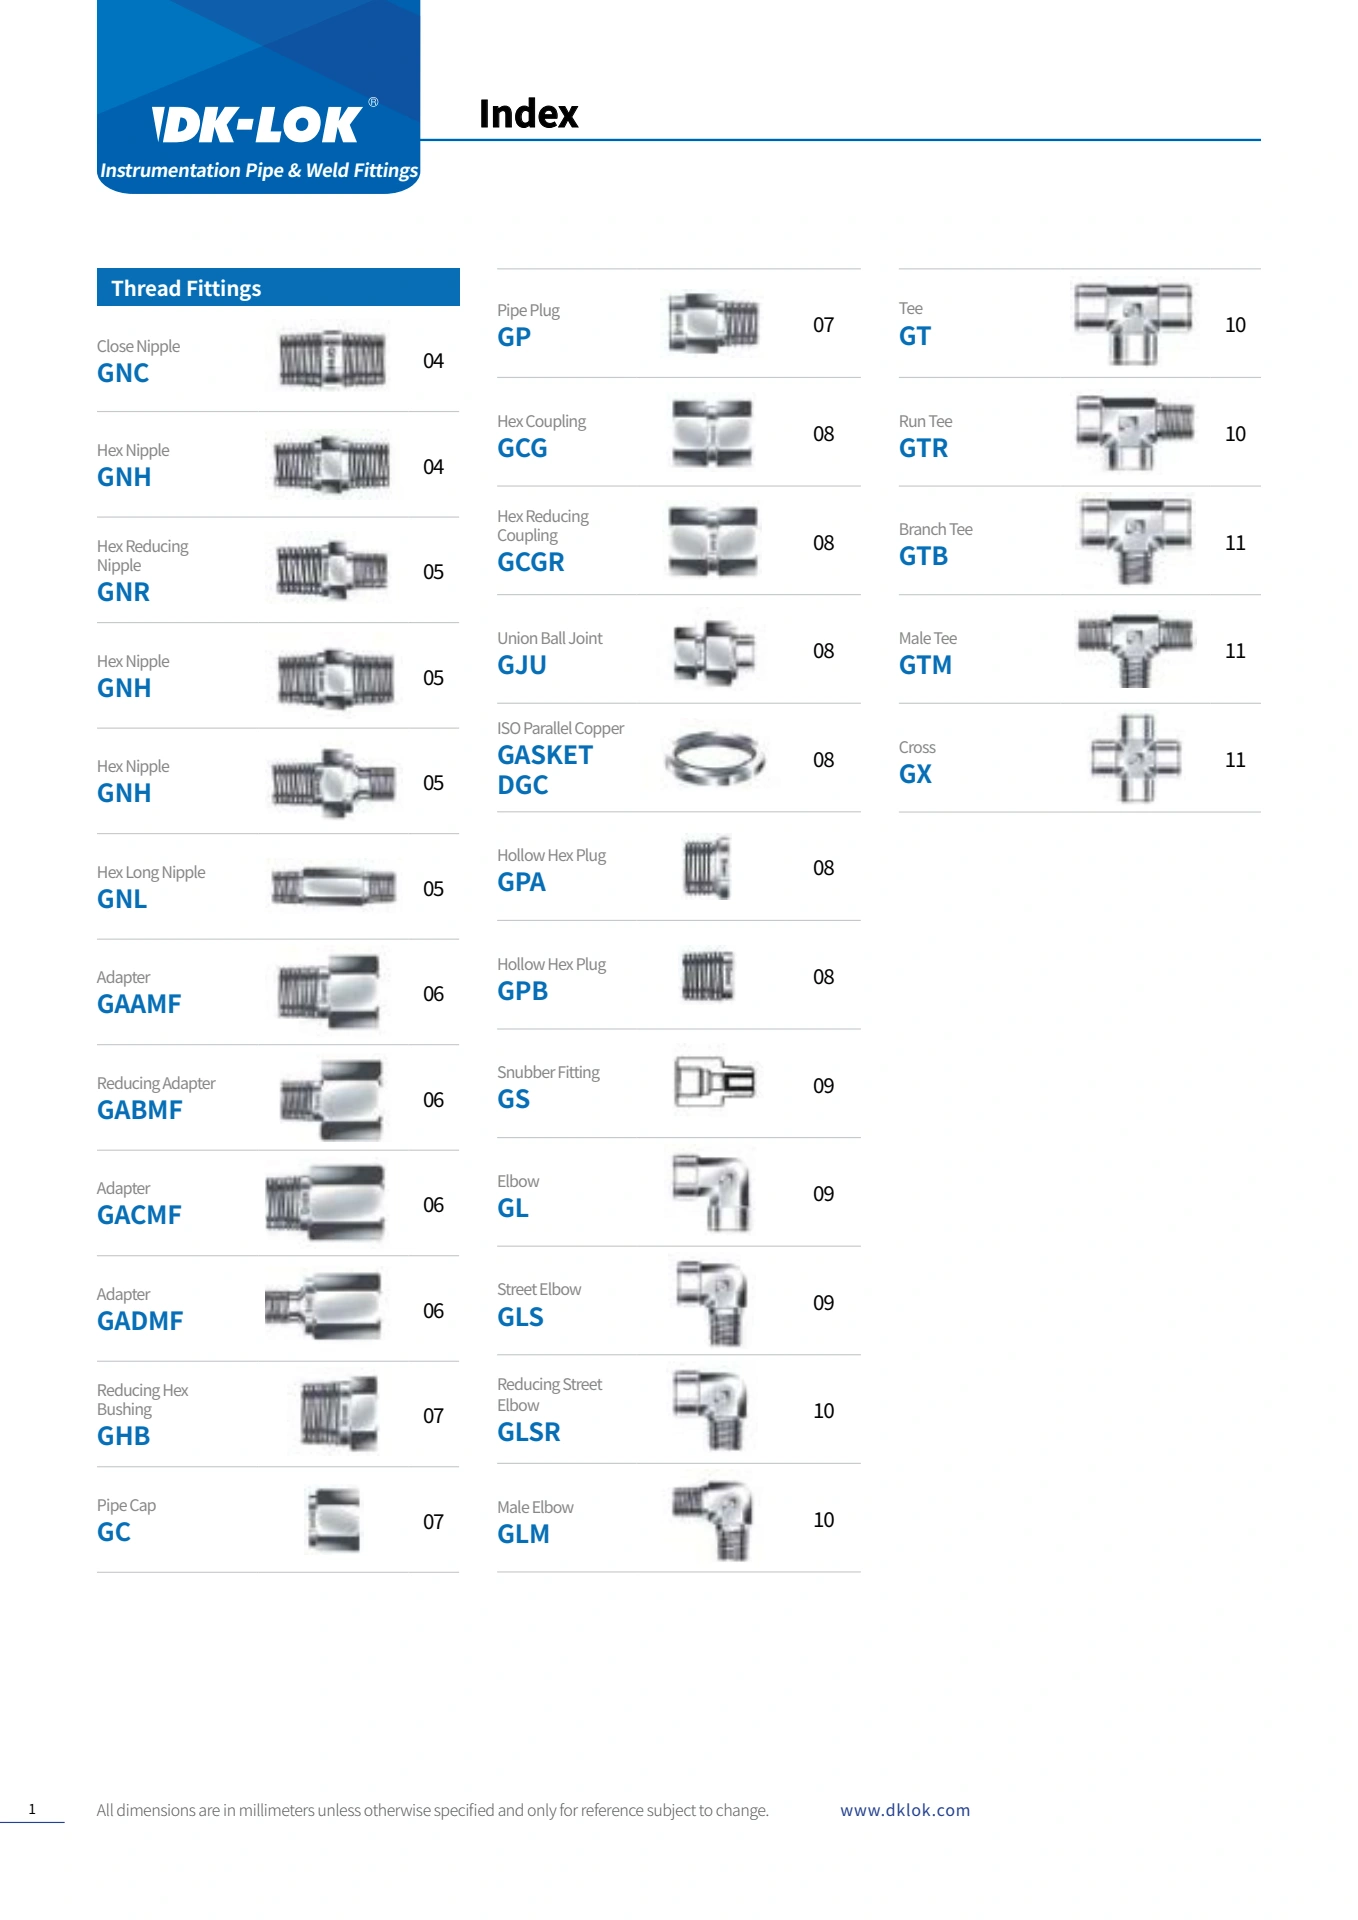 DK-LOK®
Instrumentation Pipe & Weld Fittings
Index
Thread Fittings
Close Nipple
GNC
04
Hex Nipple
GNH
04
Hex Reducing
Nipple
GNR
05
Hex Nipple
GNH
05
Hex Nipple
GNH
05
Hex Long Nipple
GNL
05
Adapter
GAAMF
06
Reducing Adapter
GABMF
06
Adapter
GACMF
06
Adapter
GADMF
06
Reducing Hex
Bushing
GHB
07
Pipe Cap
GC
07
Pipe Plug
GP
07
Hex Coupling
GCG
08
Hex Reducing
Coupling
GCGR
08
Union Ball Joint
GJU
08
ISO Parallel Copper
GASKET
DGC
08
Hollow Hex Plug
GPA
08
Hollow Hex Plug
GPB
08
Snubber Fitting
GS
09
Elbow
GL
09
Street Elbow
GLS
09
Reducing Street
Elbow
GLSR
10
Male Elbow
GLM
10
Tee
GT
10
Run Tee
GTR
10
Branch Tee
GTB
11
Male Tee
GTM
11
Cross
GX
11
1
All dimensions are in millimeters unless otherwise specified and only for reference subject to change.
www.dklok.com